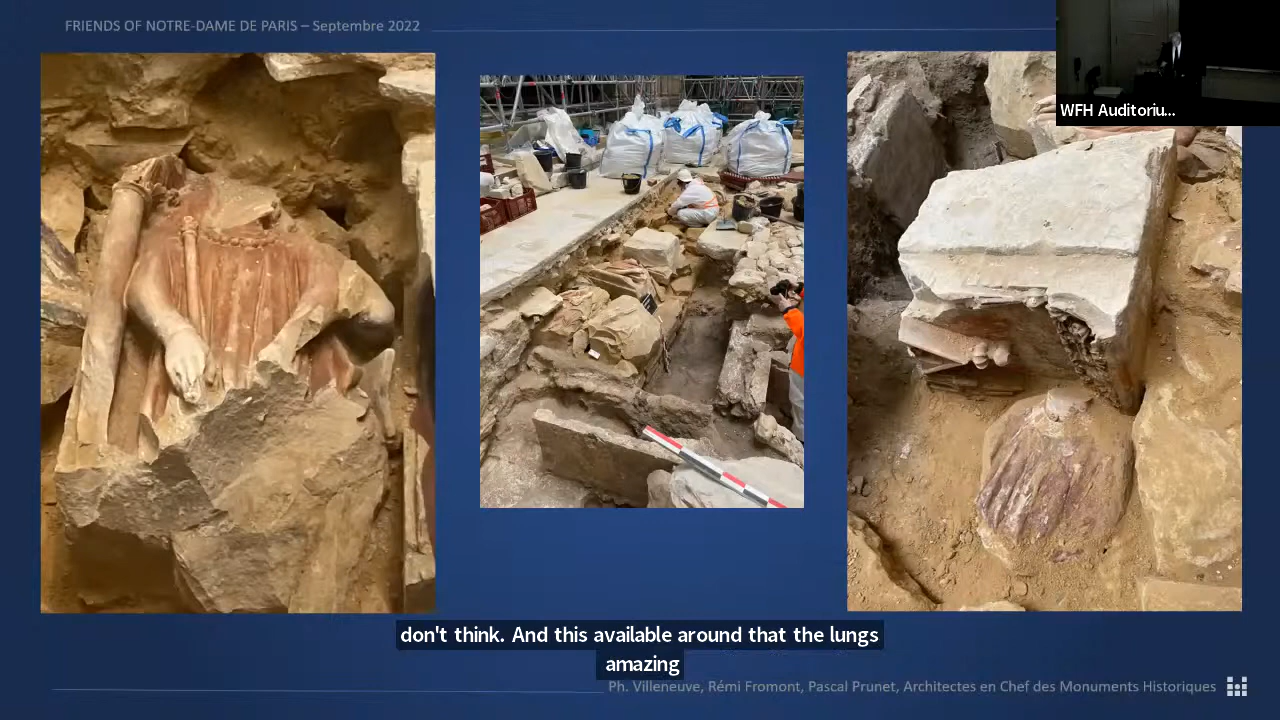 FRIENDS OF NOTRE-DAME DE PARIS – Septembre 2022
WFH Auditoriu...
don't think. And this available around that the lungs
amazing
Ph. Villeneuve, Rémi Fromont, Pascal Prunet, Architectes en Chef des Monuments Historiques